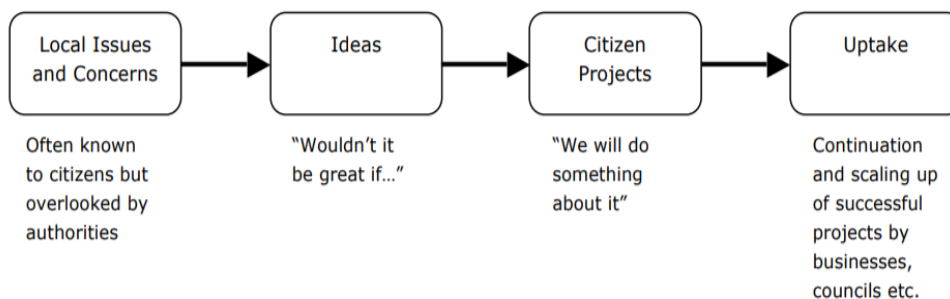 Local Issues
and Concerns
Ideas
Citizen
Projects
Uptake
Often known
to citizens but
overlooked by
authorities
“Wouldn’t it
be great if...”
“We will do
something
about it”
Continuation
and scaling up
of successful
projects by
businesses,
councils etc.